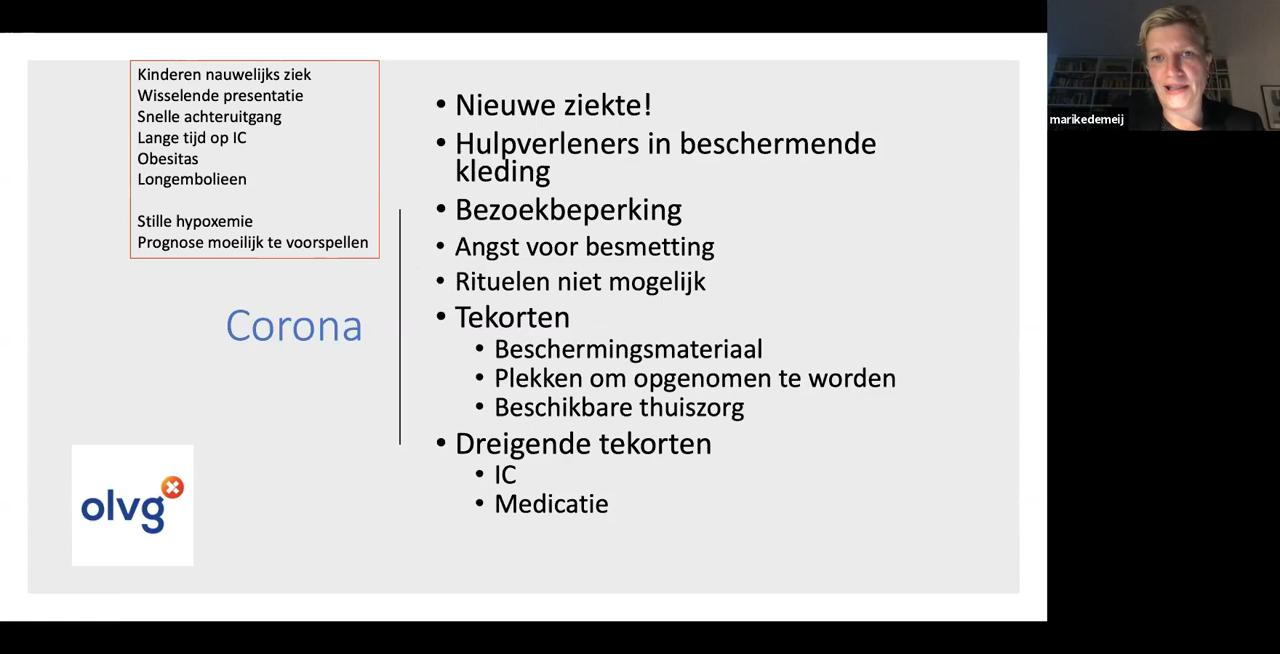 Kinderen nauwelijks ziek
Wisselende presentatie
Snelle achteruitgang
Lange tijd op IC
Obesitas
Longembolieen
Stille hypoxemie
Prognose moeilijk te voorspellen
Corona
olvg
• Nieuwe ziekte!
• Hulpverleners in beschermende
kleding
• Bezoekbeperking
• Angst voor besmetting
• Rituelen niet mogelijk
• Tekorten
• Beschermingsmateriaal
• Plekken om opgenomen te worden
• Beschikbare thuiszorg
• Dreigende tekorten
• IC
• Medicatie
marikedemeij